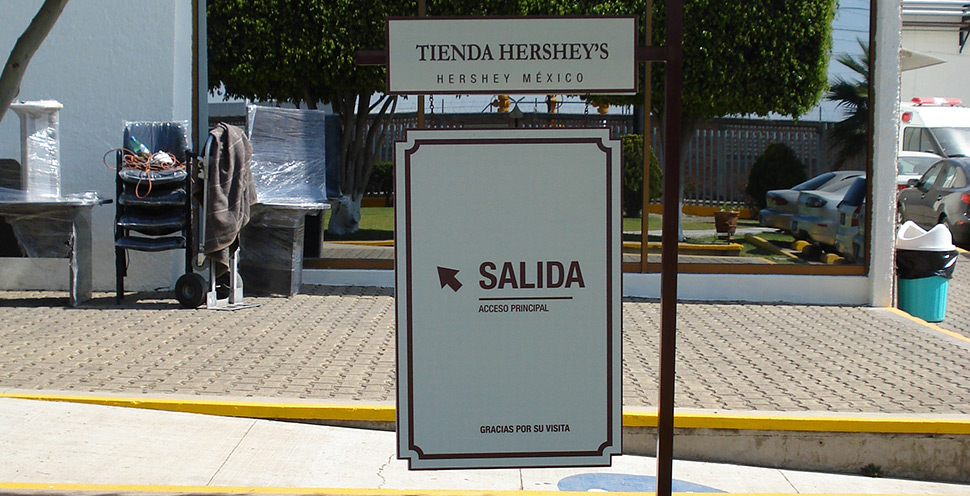 TIENDA HERSHEY'S
HERSHEY MÉXICO
SALIDA
ACCESO PRINCIPAL
GRACIAS POR SU VISITA